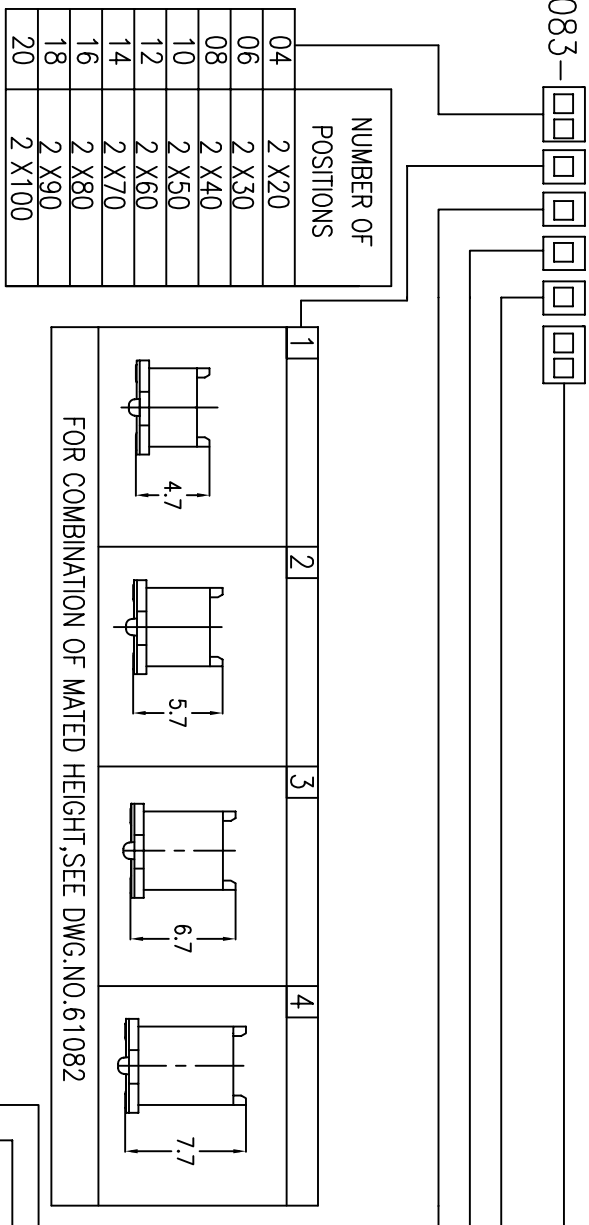 083-
NUMBER OF
POSITIONS
04 2 X20
06 2 X30
08 2 X40
10 2 X50
12 2 X60
14 2 X70
16 2 X80
18 2 X90
20 2 X100
1
2
3
4
4.7
5.7
6.7
7.7
FOR COMBINATION OF MATED HEIGHT,SEE DWG.NO.61082